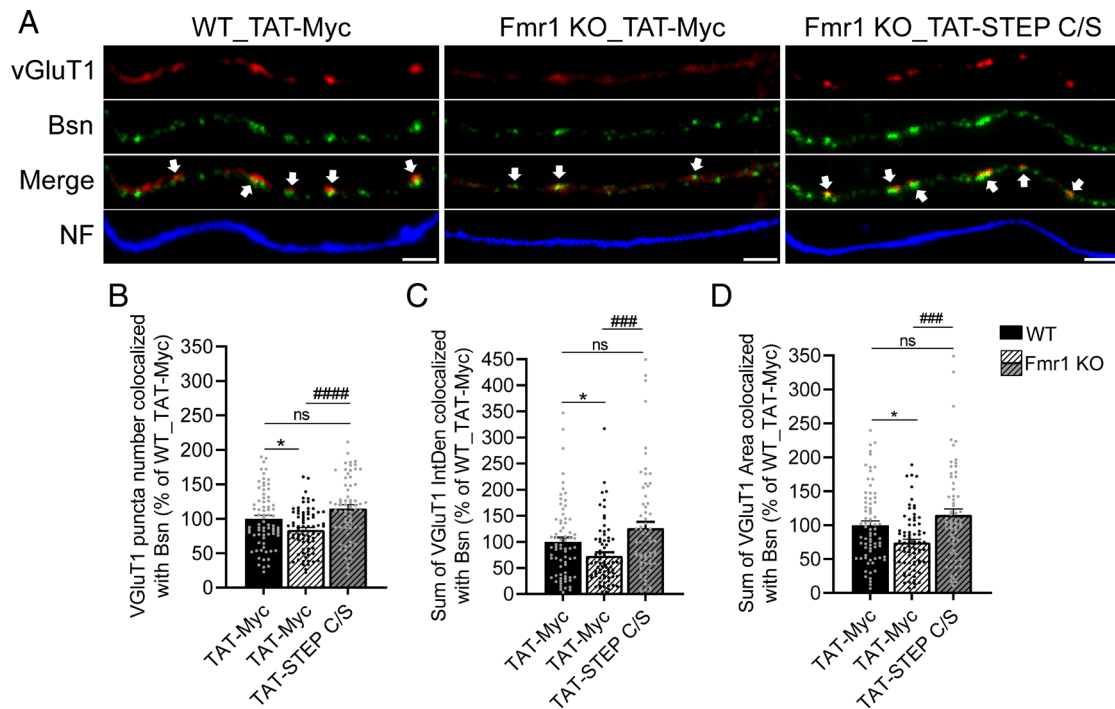 A
WT_TAT-Myc
Fmr1 KO_TAT-Myc
Fmr1 KO_TAT-STEP C/S
vGluT1
Bsn
Merge
NF
B
VGluT1 puncta number colocalized
with Bsn (% of WT_TAT-Myc)
350
300
250
200
150
100
50
0
*
ns
####
TAT-Myc
TAT-Myc
TAT-STEP C/S
C
Sum of VGluT1 IntDen colocalized
with Bsn (% of WT_TAT-Myc)
450
400
350
300
250
200
150
100
50
0
*
ns
###
TAT-Myc
TAT-Myc
TAT-STEP C/S
D
Sum of VGluT1 Area colocalized
with Bsn (% of WT_TAT-Myc)
350
300
250
200
150
100
50
0
*
ns
###
TAT-Myc
TAT-Myc
TAT-STEP C/S
WT
Fmr1 KO